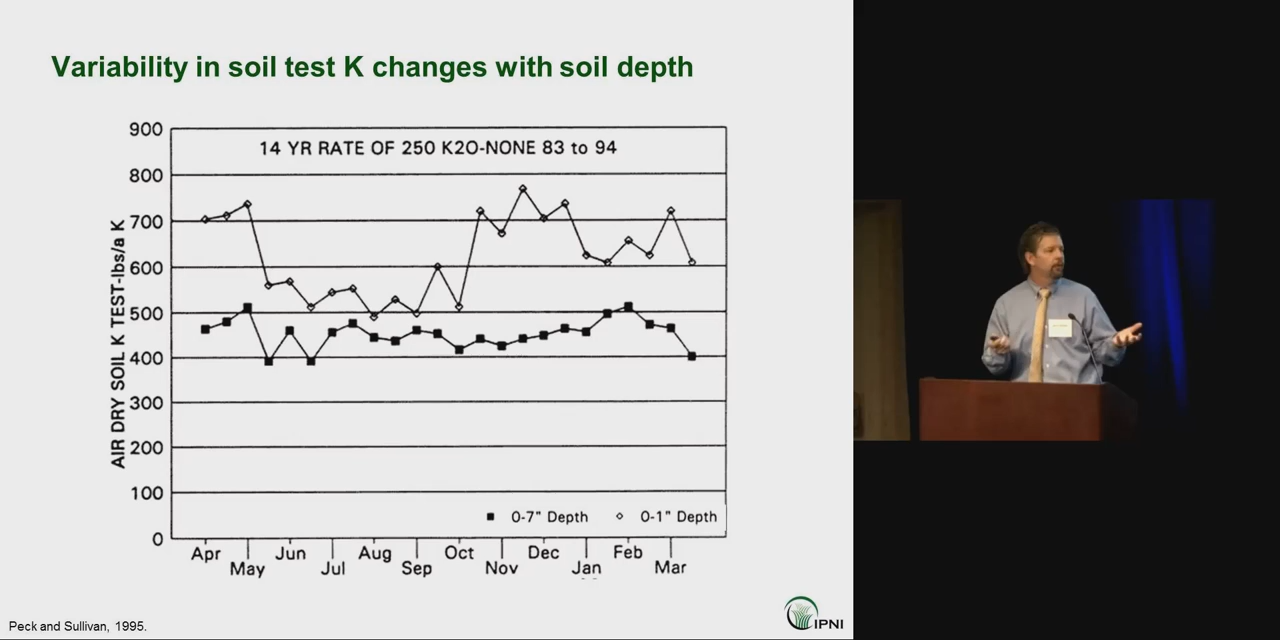 Variability in soil test K changes with soil depth
14 YR RATE OF 250 K2O-NONE 83 to 94
AIR DRY SOIL K TEST-lbs/a K
900
800
700
600
500
400
300
200
100
0
0-7" Depth
0-1" Depth
Apr
May
Jun
Jul
Aug
Sep
Oct
Nov
Dec
Jan
Feb
Mar
Peck and Sullivan, 1995.
IPNI